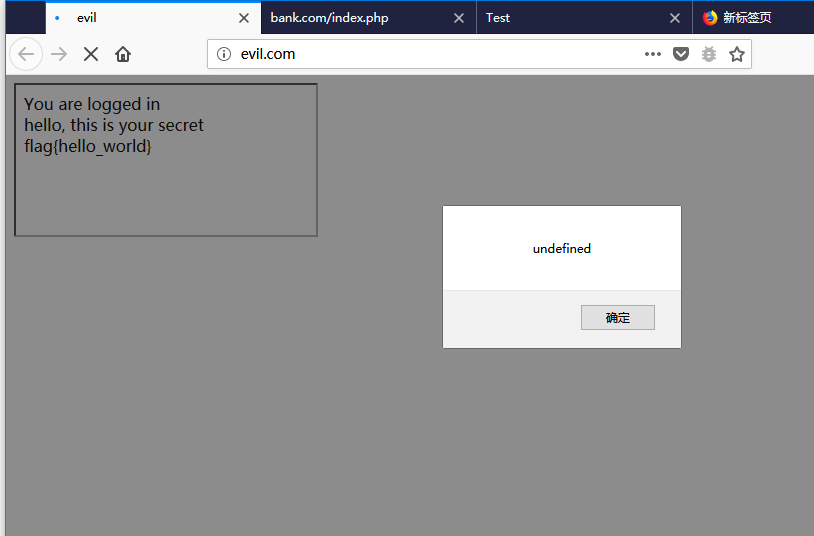 evil
bank.com/index.php
Test
新标签页
evil.com
You are logged in
hello, this is your secret
flag{hello_world}
undefined
确定